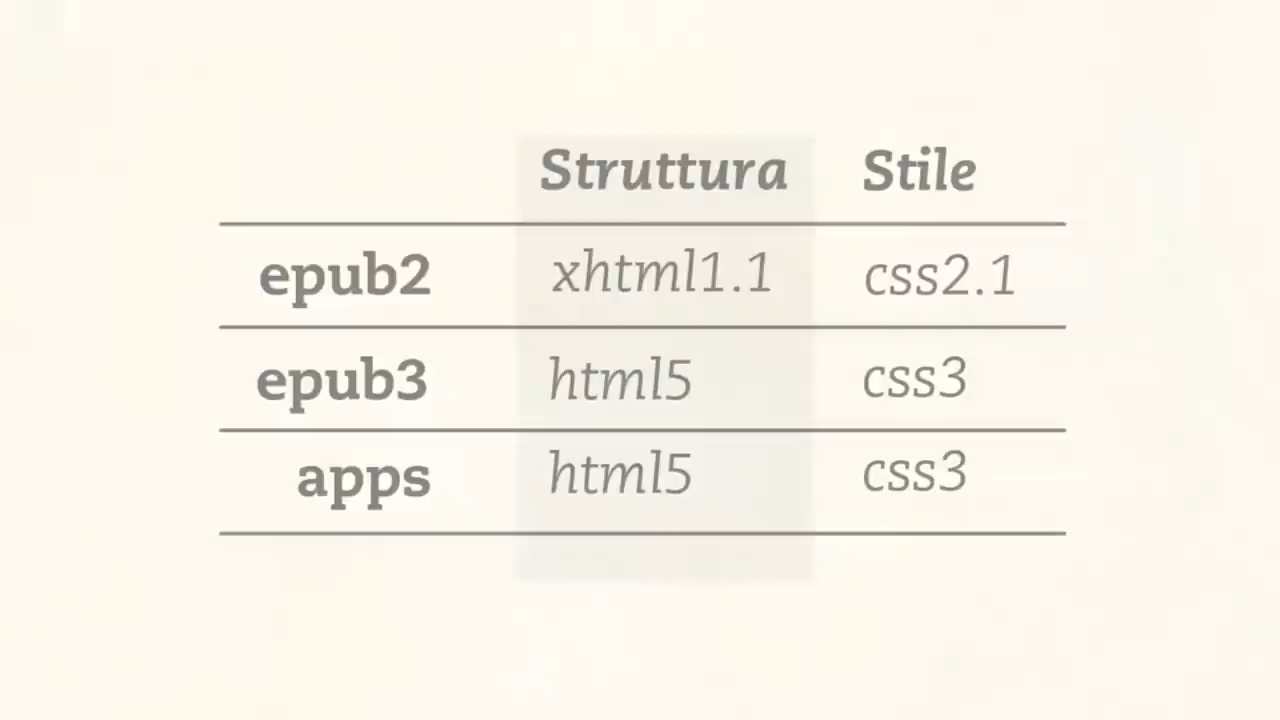 Struttura Stile
epub2 xhtml1.1 css2.1
epub3 html5 css3
apps html5 css3